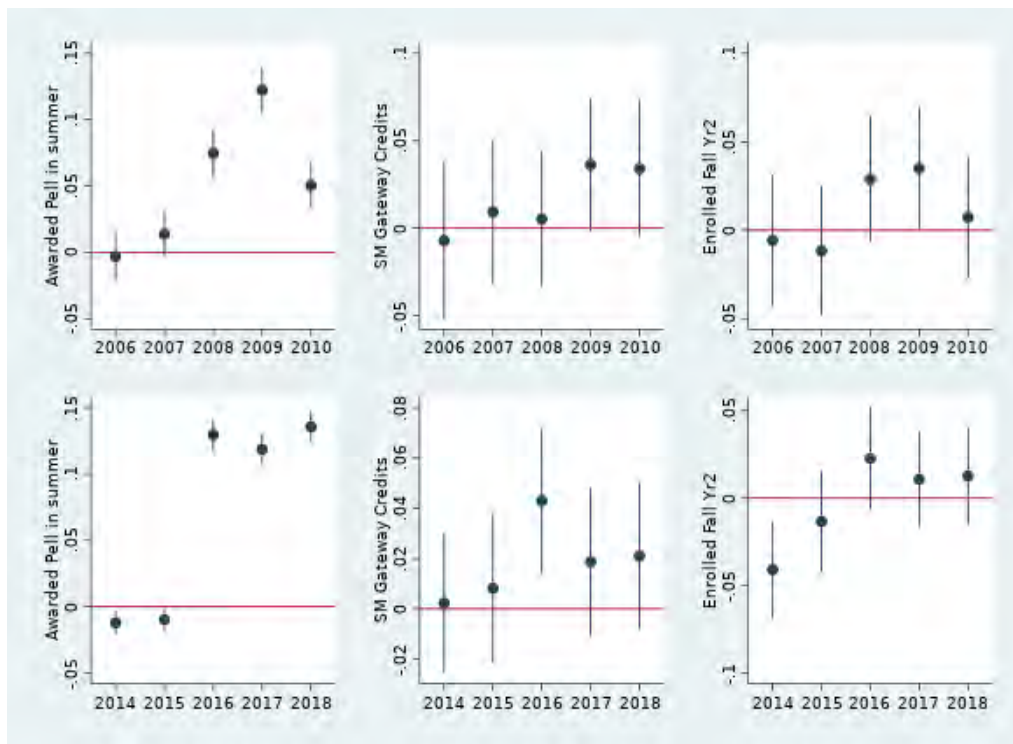 Awarded Pell in summer
.15
.1
.05
0
-.05
2006 2007 2008 2009 2010
SM Gateway Credits
.1
.05
0
-.05
2006 2007 2008 2009 2010
Enrolled Fall Yr2
.1
.05
0
-.05
2006 2007 2008 2009 2010
Awarded Pell in summer
.15
.1
.05
0
-.05
2014 2015 2016 2017 2018
SM Gateway Credits
.08
.06
.04
.02
0
-.02
2014 2015 2016 2017 2018
Enrolled Fall Yr2
.05
0
-.05
-.1
2014 2015 2016 2017 2018